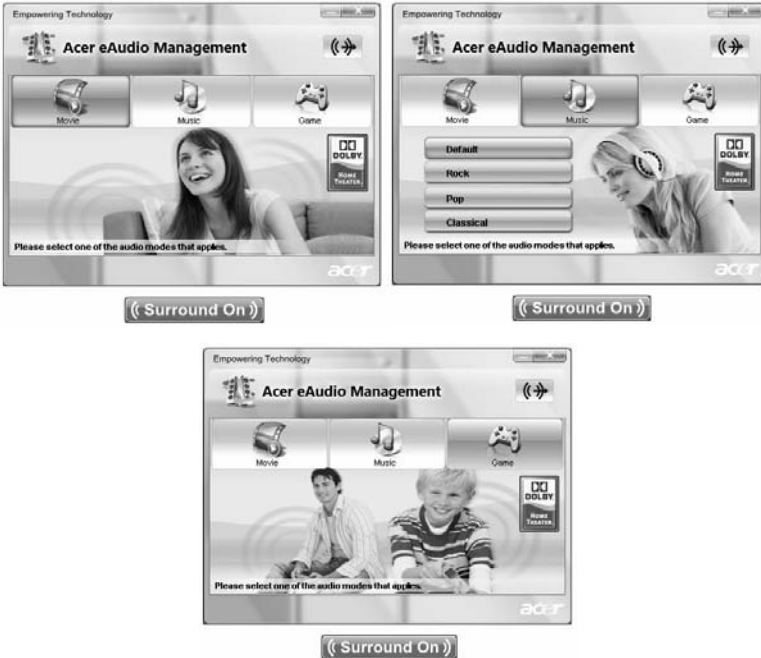 Empowering Technology
Acer eAudio Management
Movie Music Game
DOLBY
HOME THEATER
Please select one of the audio modes that applies.
acer
Surround On
Empowering Technology
Acer eAudio Management
Movie Music Game
Default
Rock
Pop
Classical
DOLBY
HOME THEATER
Please select one of the audio modes that applies.
acer
Surround On
Empowering Technology
Acer eAudio Management
Movie Music Game
DOLBY
HOME THEATER
Please select one of the audio modes that applies.
acer
Surround On